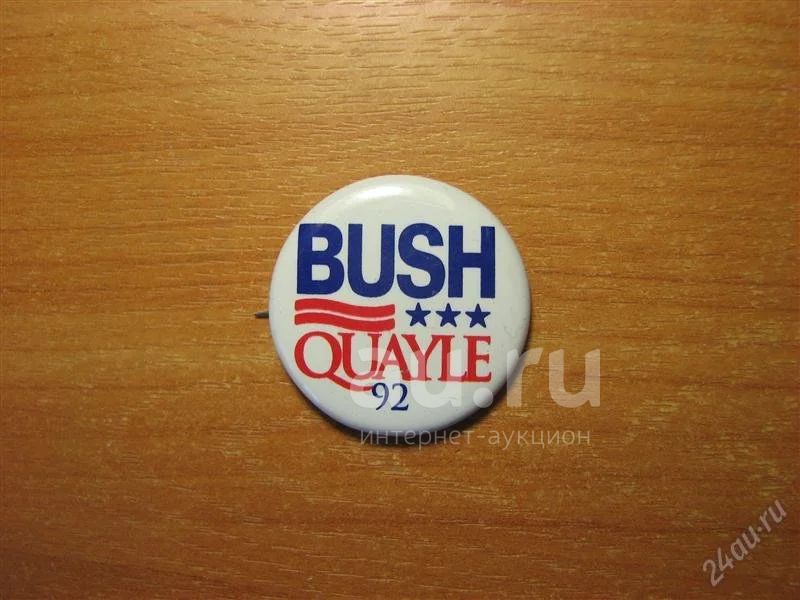 BUSH
QUAYLE
92
au.ru
интернет-аукцион
24au.ru